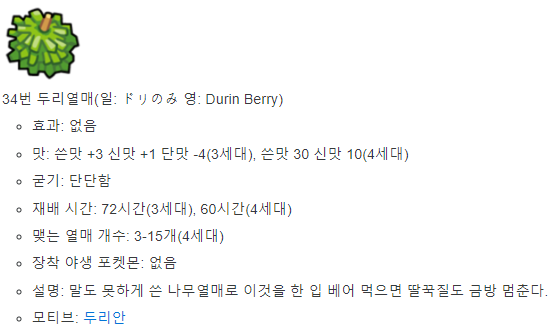 34번 두리열매(일: ドリのみ 영: Durin Berry)
효과: 없음
맛: 쓴맛 +3 신맛 +1 단맛 -4(3세대), 쓴맛 30 신맛 10(4세대)
굳기: 단단함
재배 시간: 72시간(3세대), 60시간(4세대)
맺는 열매 개수: 3-15개(4세대)
장착 야생 포켓몬: 없음
설명: 말도 못하게 쓴 나무열매로 이것을 한 입 베어 먹으면 딸꾹질도 금방 멈춘다.
모티브: 두리안